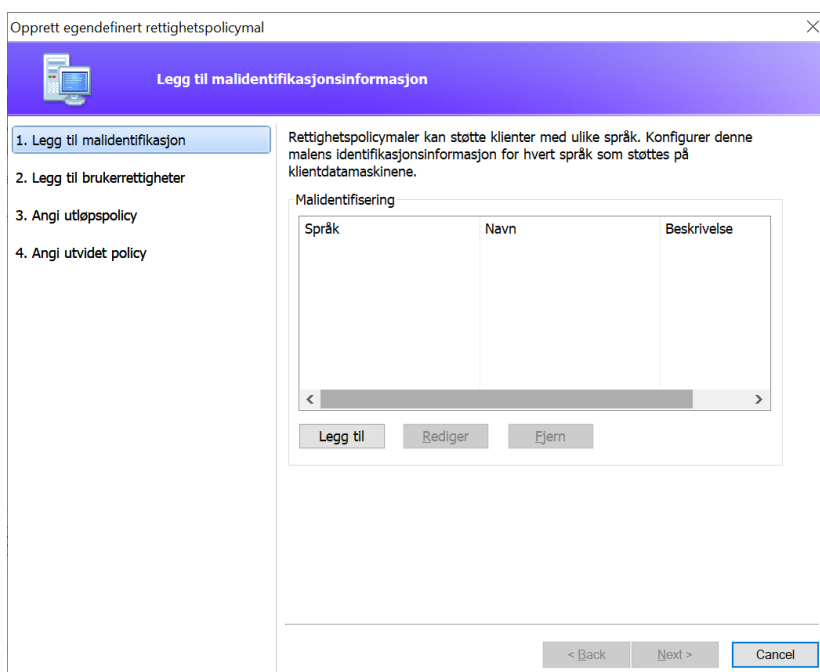 Opprett egendefinert rettighetspolicymal
Legg til malidentifikasjonsinformasjon
1. Legg til malidentifikasjon
2. Legg til brukerrettigheter
3. Angi utløpspolicy
4. Angi utvidet policy
Rettighetspolicymaler kan støtte klienter med ulike språk. Konfigurer denne
malens identifikasjonsinformasjon for hvert språk som støttes på
klientdatamaskinene.
Malidentifisering
Språk Navn Beskrivelse
Legg til Rediger Fjern
< Back Next > Cancel